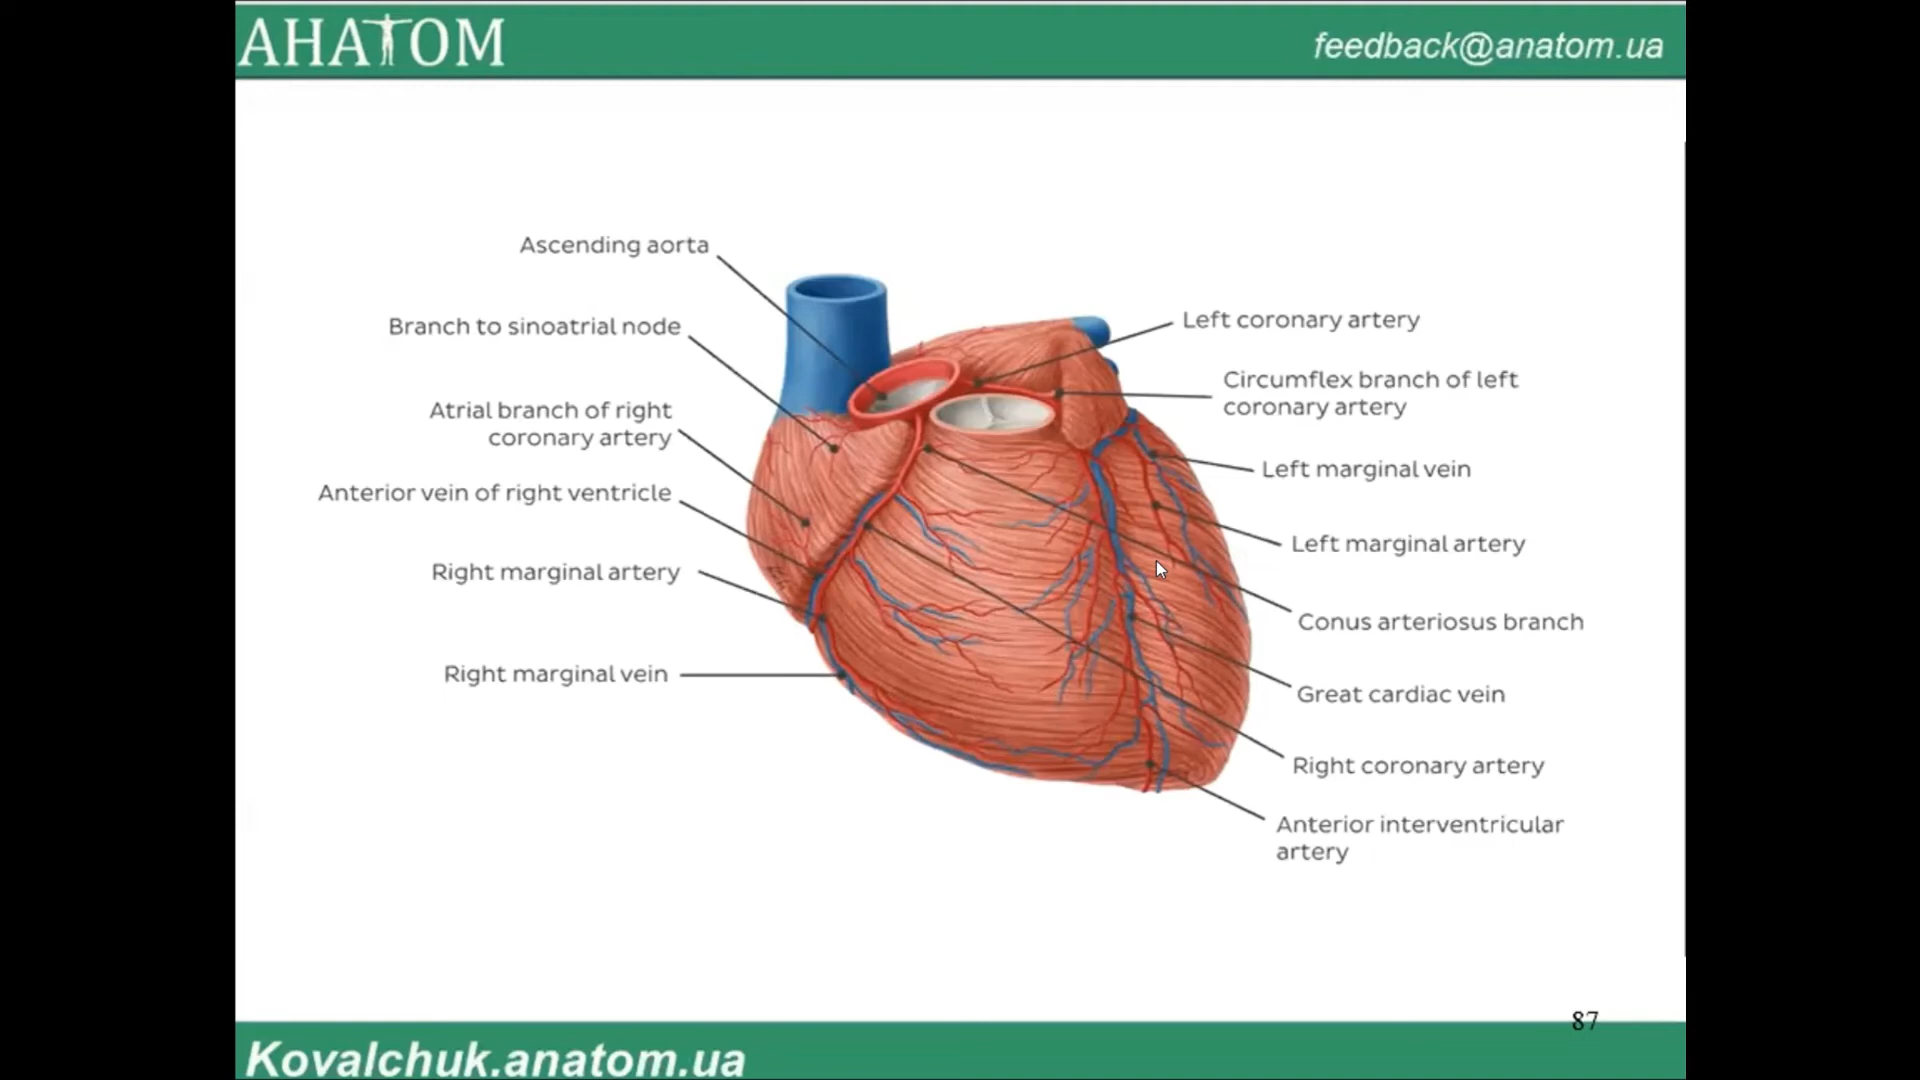 АНАТОМ
feedback@anatom.ua
Ascending aorta
Branch to sinoatrial node
Atrial branch of right
coronary artery
Anterior vein of right ventricle
Right marginal artery
Right marginal vein
Left coronary artery
Circumflex branch of left
coronary artery
Left marginal vein
Left marginal artery
Conus arteriosus branch
Great cardiac vein
Right coronary artery
Anterior interventricular
artery
87
Kovalchuk.anatom.ua